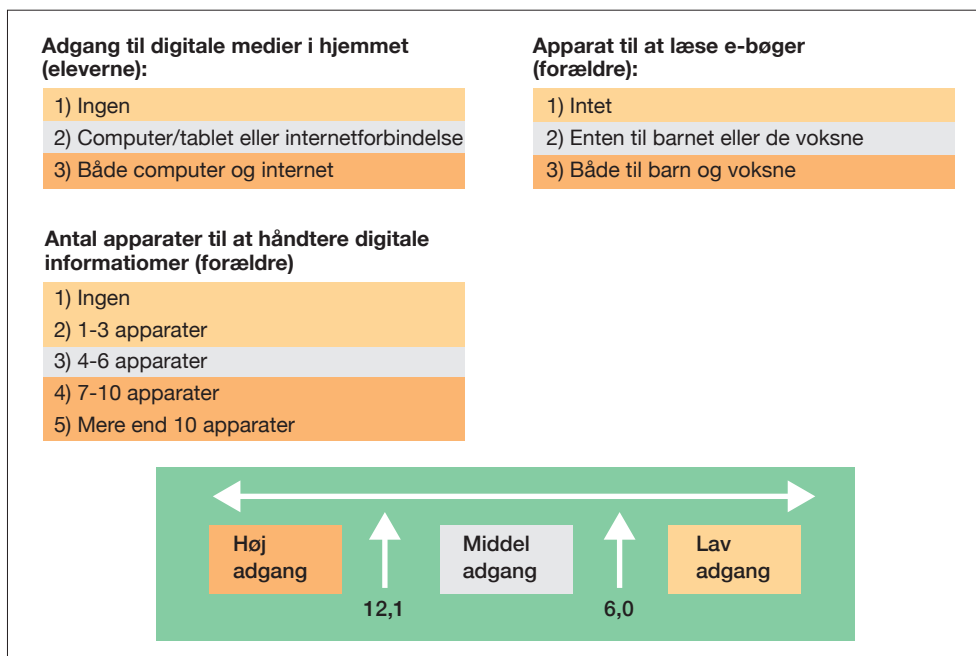 Adgang til digitale medier i hjemmet
(eleverne):
1) Ingen
2) Computer/tablet eller internetforbindelse
3) Både computer og internet
Apparat til at læse e-bøger
(forældre):
1) Intet
2) Enten til barnet eller de voksne
3) Både til barn og voksne
Antal apparater til at håndtere digitale
informatiomer (forældre)
1) Ingen
2) 1-3 apparater
3) 4-6 apparater
4) 7-10 apparater
5) Mere end 10 apparater
Høj
adgang
12,1
Middel
adgang
6,0
Lav
adgang